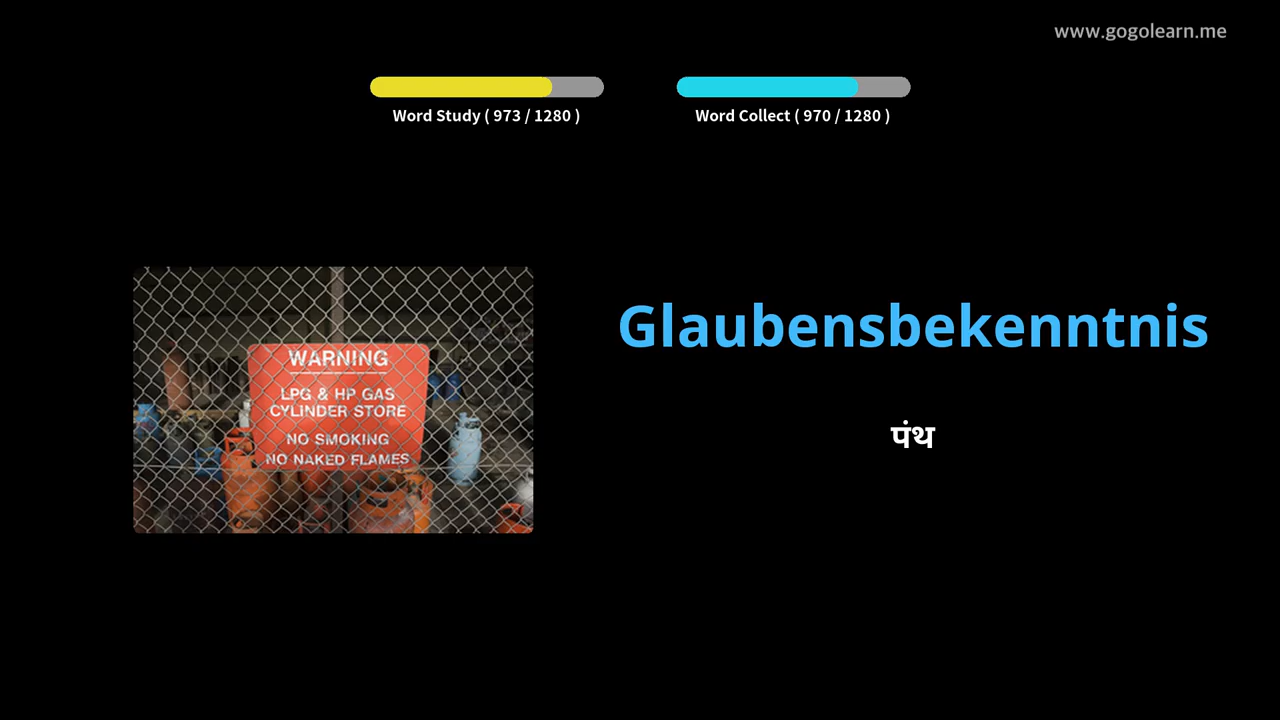 www.gogolearn.me
Word Study ( 973 / 1280 )
Word Collect ( 970 / 1280 )
WARNING
LPG & HP GAS
CYLINDER STORE
NO SMOKING
NO NAKED FLAMES
Glaubensbekenntnis
पंथ